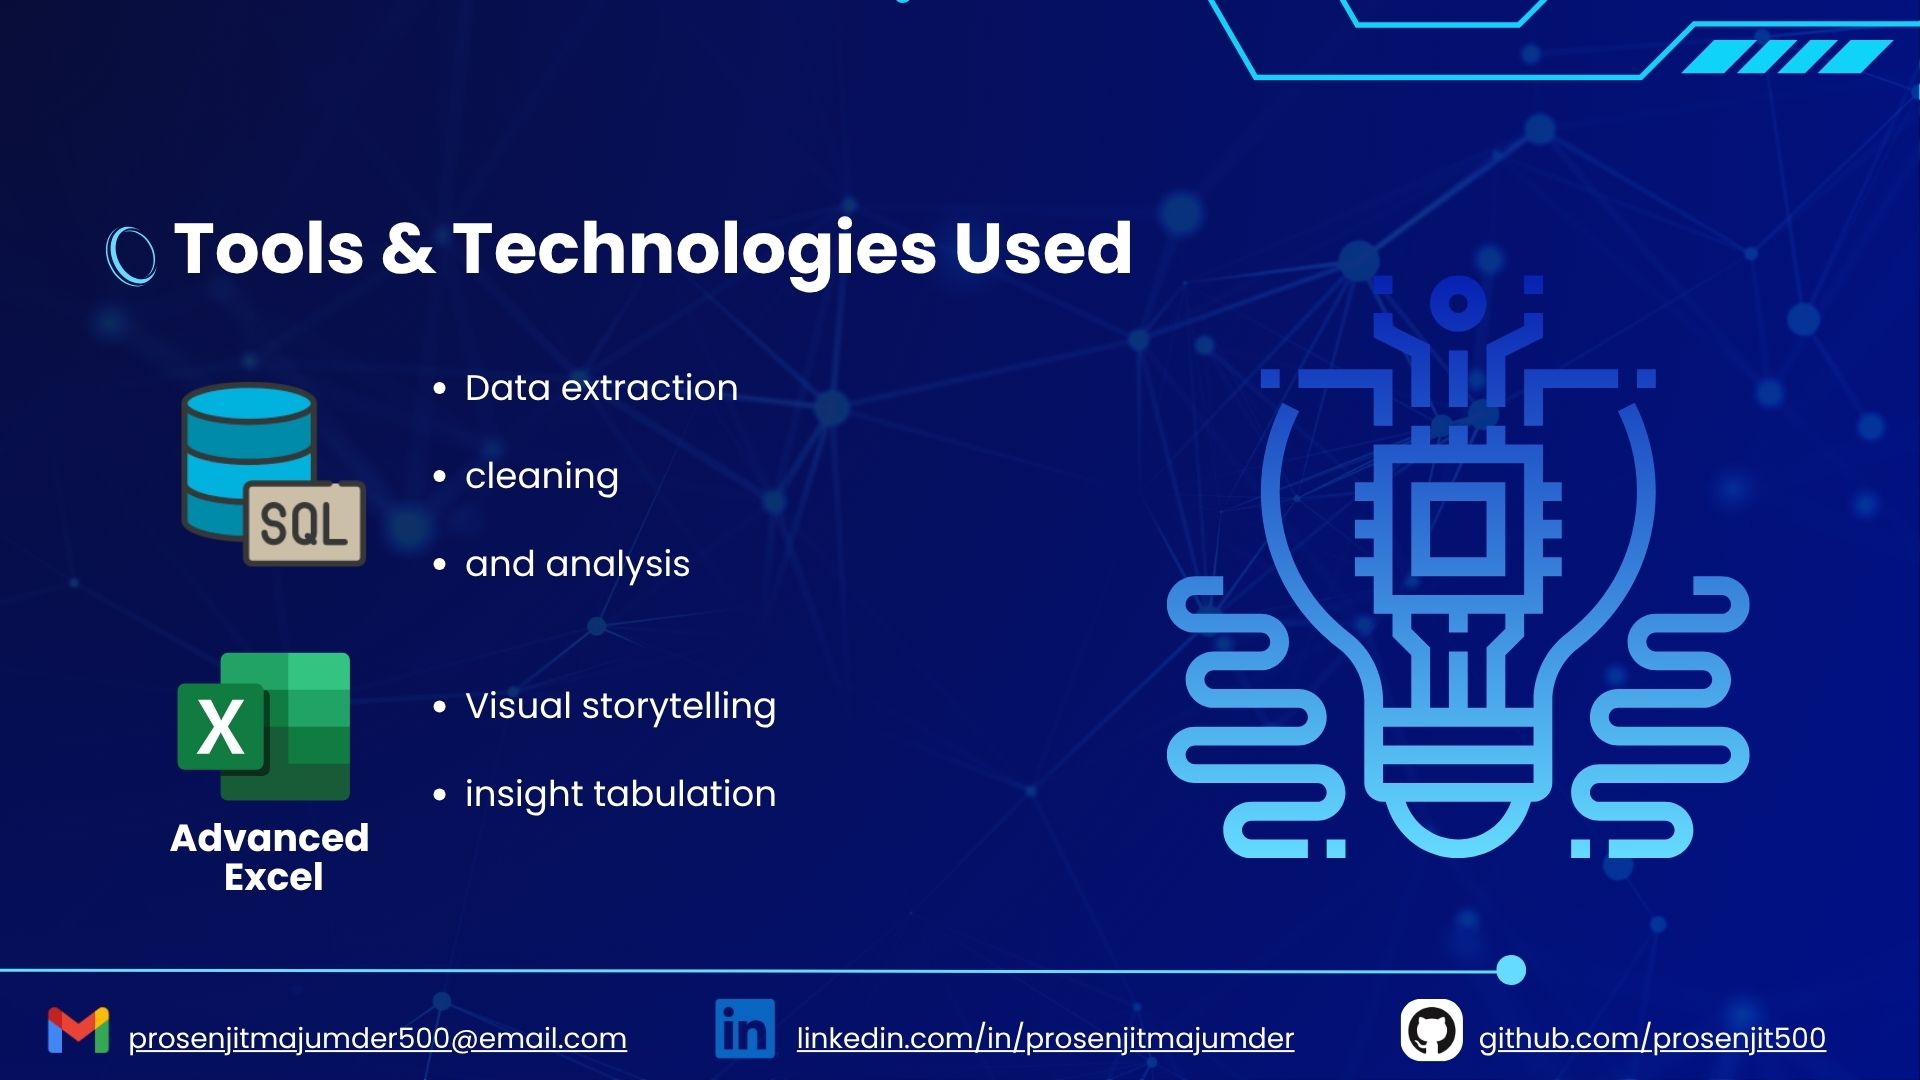 Tools & Technologies Used
Data extraction
cleaning
and analysis
SQL
Visual storytelling
insight tabulation
X
Advanced
Excel
prosenjitmajumder500@email.com
in
linkedin.com/in/prosenjitmajumder
github.com/prosenjit500